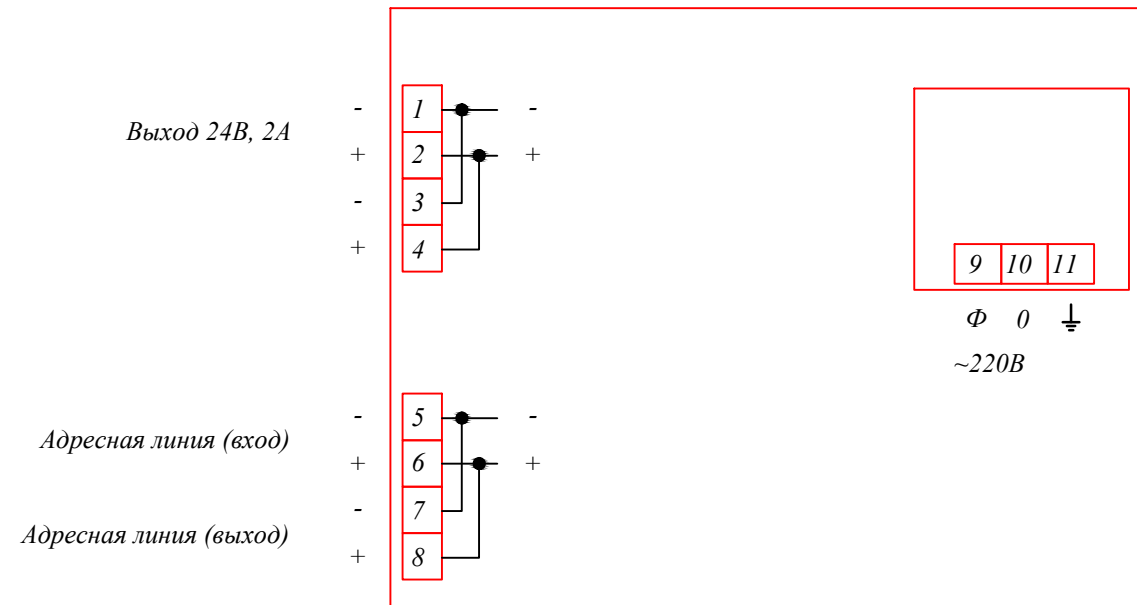 - 1 -
Выход 24В, 2А
+ 2 +
- 3
+ 4
9 10 11
Ф 0
~220В
- 5 -
Адресная линия (вход)
+ 6 +
- 7
Адресная линия (выход)
+ 8